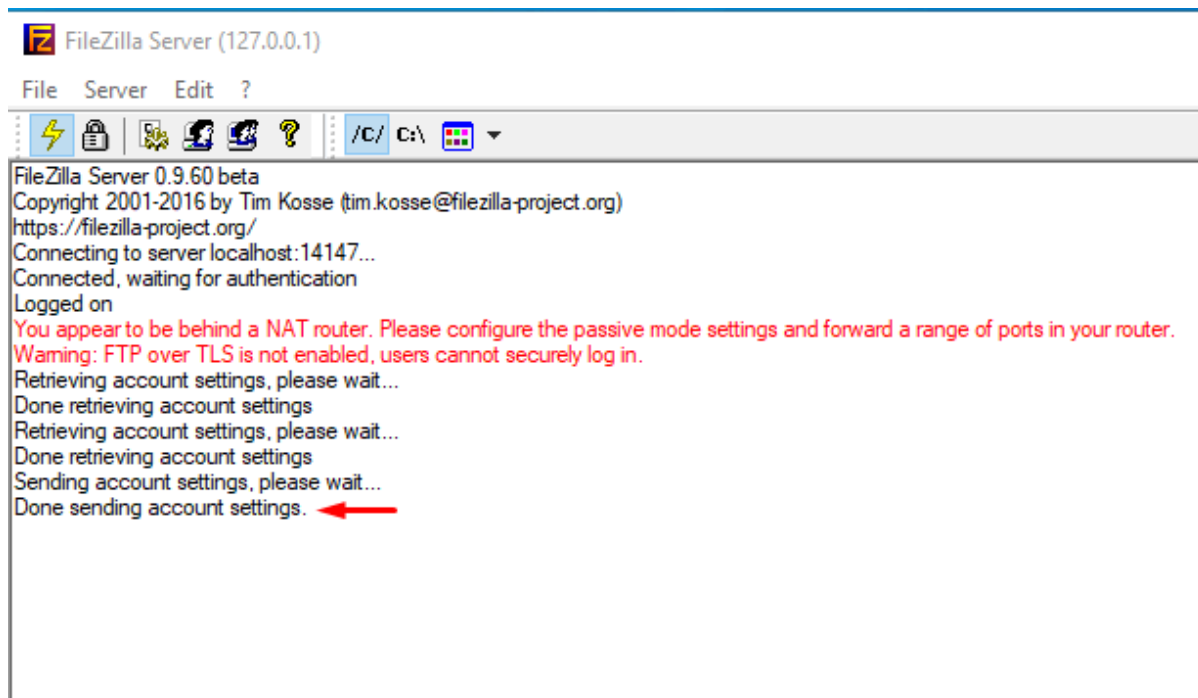 FileZilla Server (127.0.0.1)
File Server Edit ?
/C/ C:\
FileZilla Server 0.9.60 beta
Copyright 2001-2016 by Tim Kosse (tim.kosse@filezilla-project.org)
https://filezilla-project.org/
Connecting to server localhost:14147...
Connected, waiting for authentication
Logged on
You appear to be behind a NAT router. Please configure the passive mode settings and forward a range of ports in your router.
Warning: FTP over TLS is not enabled, users cannot securely log in.
Retrieving account settings, please wait...
Done retrieving account settings
Retrieving account settings, please wait...
Done retrieving account settings
Sending account settings, please wait...
Done sending account settings.